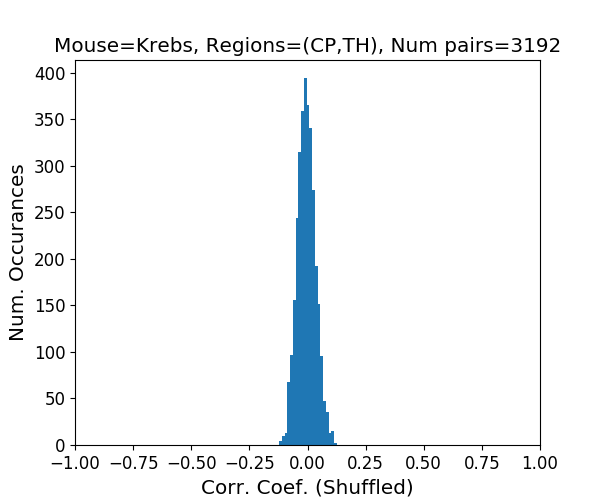 Mouse=Krebs, Regions=(CP,TH), Num pairs=3192
400
350
300
250
200
150
100
50
0
Num. Occurances
−1.00 −0.75 −0.50 −0.25 0.00 0.25 0.50 0.75 1.00
Corr. Coef. (Shuffled)